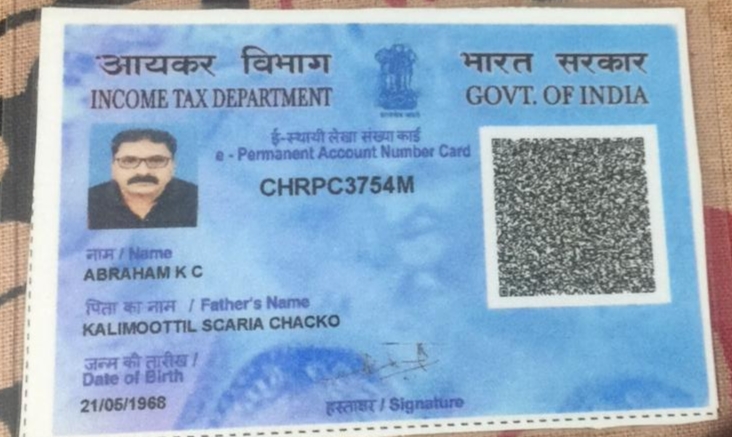 आयकर विभाग
INCOME TAX DEPARTMENT
भारत सरकार
GOVT. OF INDIA
ई-स्थायी लेखा संख्या कार्ड
e - Permanent Account Number Card
CHRPC3754M
नाम / Name
ABRAHAM K C
पिता का नाम / Father's Name
KALIMOOTTIL SCARIA CHACKO
जन्म की तारीख /
Date of Birth
21/05/1968
हस्ताक्षर / Signature